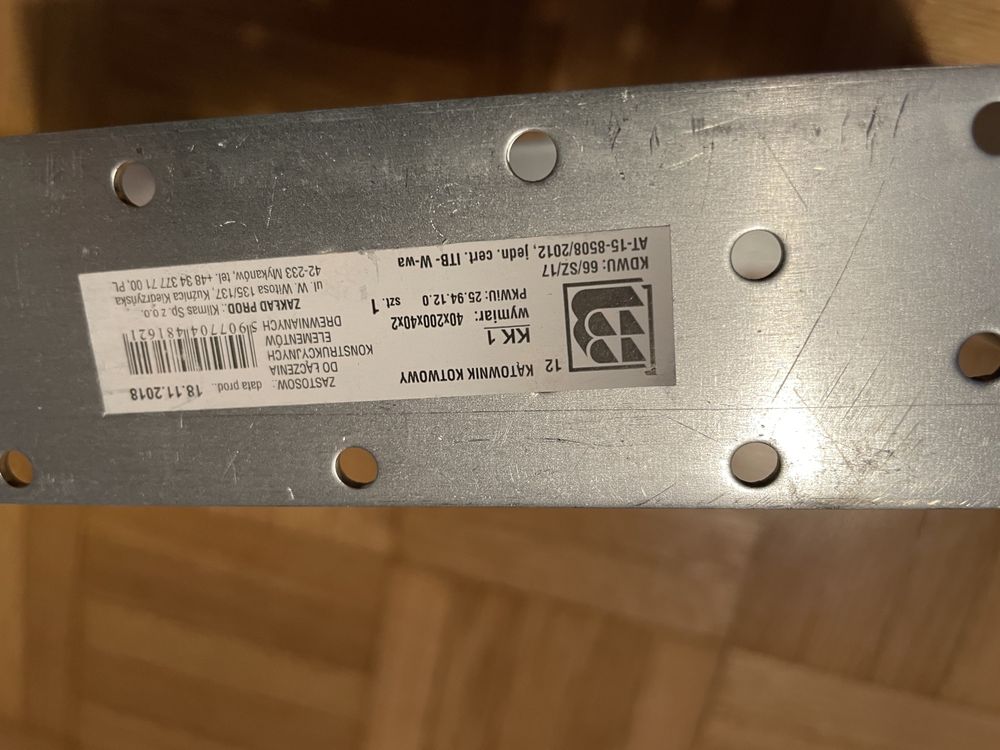 12 KĄTOWNIK KOTWOWY
KK 1
wymiar: 40x200x40x2
PKWiU: 25.94.12.0 szt. 1
KDWU: 66/SZ/17
AT-15-8508/2012, jedn. cert. ITB- W-wa
ZASTOSOW.: data prod.: 18.11.2018
DO ŁĄCZENIA
KONSTRUKCYJNYCH
ELEMENTÓW
DREWNIANYCH
5 907704 481621
ZAKŁAD PROD.: Klimas Sp. z o.o.
ul. W. Witosa 135/137, Kuźnica Kiedrzyńska
42-233 Mykanów, tel. +48 34 377 71 00, PL